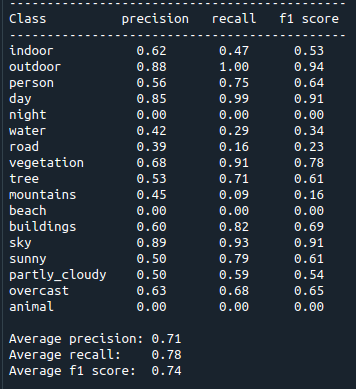 ------------------------------------------------
Class precision recall f1 score
------------------------------------------------
indoor 0.62 0.47 0.53
outdoor 0.88 1.00 0.94
person 0.56 0.75 0.64
day 0.85 0.99 0.91
night 0.00 0.00 0.00
water 0.42 0.29 0.34
road 0.39 0.16 0.23
vegetation 0.68 0.91 0.78
tree 0.53 0.71 0.61
mountains 0.45 0.09 0.16
beach 0.00 0.00 0.00
buildings 0.60 0.82 0.69
sky 0.89 0.93 0.91
sunny 0.50 0.79 0.61
partly_cloudy 0.50 0.59 0.54
overcast 0.63 0.68 0.65
animal 0.00 0.00 0.00
Average precision: 0.71
Average recall: 0.78
Average f1 score: 0.74